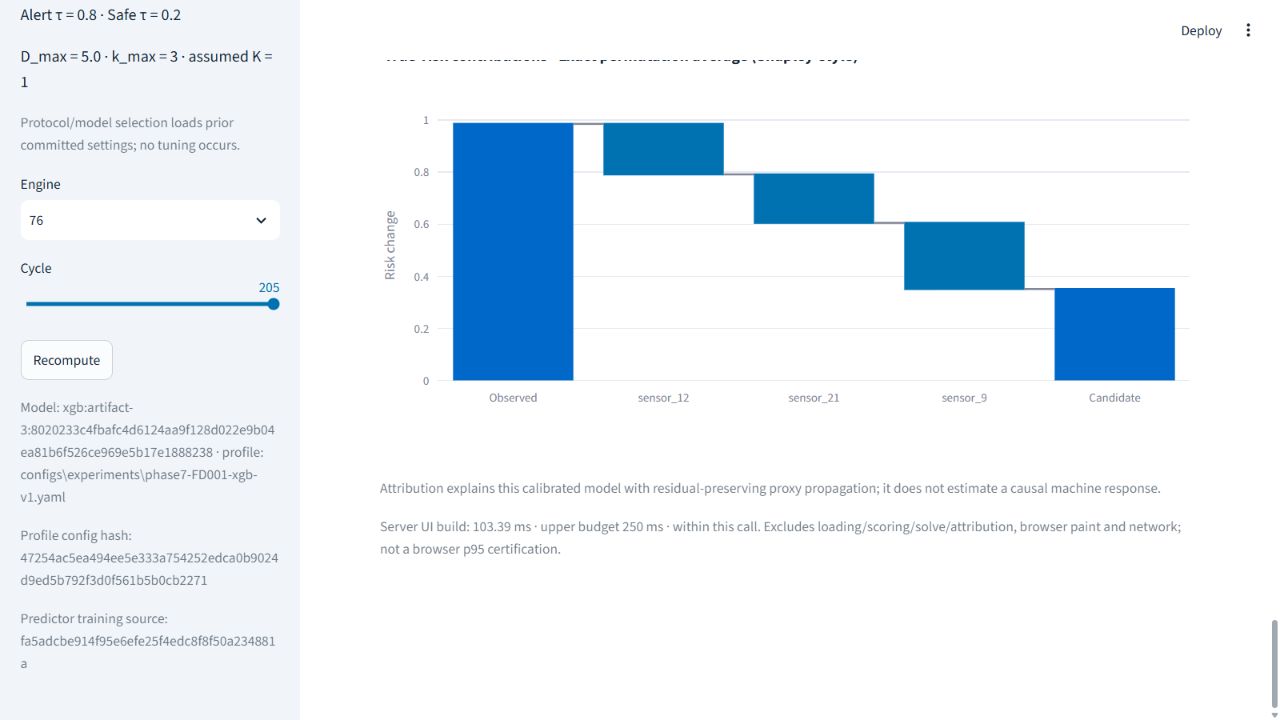 Alert τ = 0.8 · Safe τ = 0.2
D_max = 5.0 · k_max = 3 · assumed K =
1
Protocol/model selection loads prior
committed settings; no tuning occurs.
Engine
76
Cycle
205
Recompute
Model: xgb:artifact-
3:8020233c4fbafc4d6124aa9f128d022e9b04
ea81b6f526ce969e5b17e1888238 · profile:
configs\experiments\phase7-FD001-xgb-
v1.yaml
Profile config hash:
47254ac5ea494ee5e333a754252edca0b9024
d9ed5b792f3d0f561b5b0cb2271
Predictor training source:
fa5adcbe914f95e6efe25f4edc8f8f50a234881
a
Deploy
1
0.8
0.6
0.4
0.2
0
Risk change
Observed
sensor_12
sensor_21
sensor_9
Candidate
Attribution explains this calibrated model with residual-preserving proxy propagation; it does not estimate a causal machine response.
Server UI build: 103.39 ms · upper budget 250 ms · within this call. Excludes loading/scoring/solve/attribution, browser paint and network;
not a browser p95 certification.